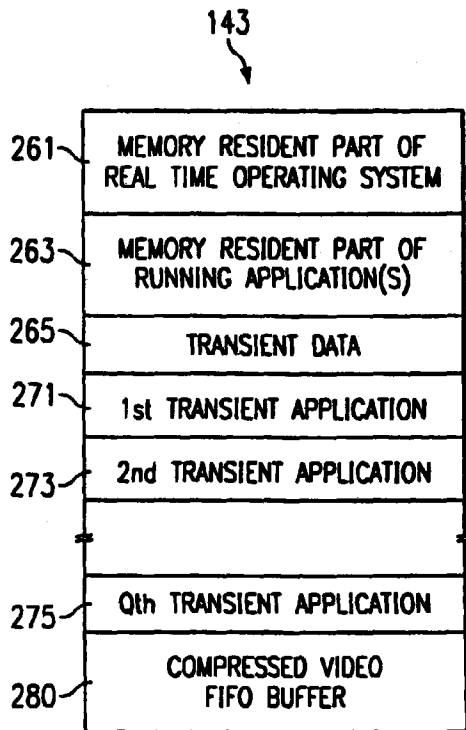 143
261
MEMORY RESIDENT PART OF
REAL TIME OPERATING SYSTEM
263
MEMORY RESIDENT PART OF
RUNNING APPLICATION(S)
265
TRANSIENT DATA
271
1st TRANSIENT APPLICATION
273
2nd TRANSIENT APPLICATION
275
Qth TRANSIENT APPLICATION
280
COMPRESSED VIDEO
FIFO BUFFER